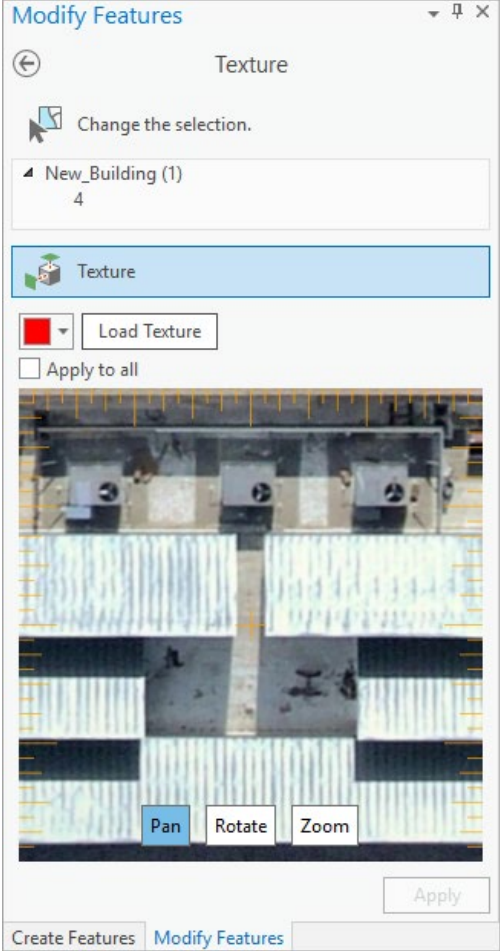 Modify Features
Texture
Change the selection.
New_Building (1)
4
Texture
Load Texture
Apply to all
Pan Rotate Zoom
Apply
Create Features Modify Features